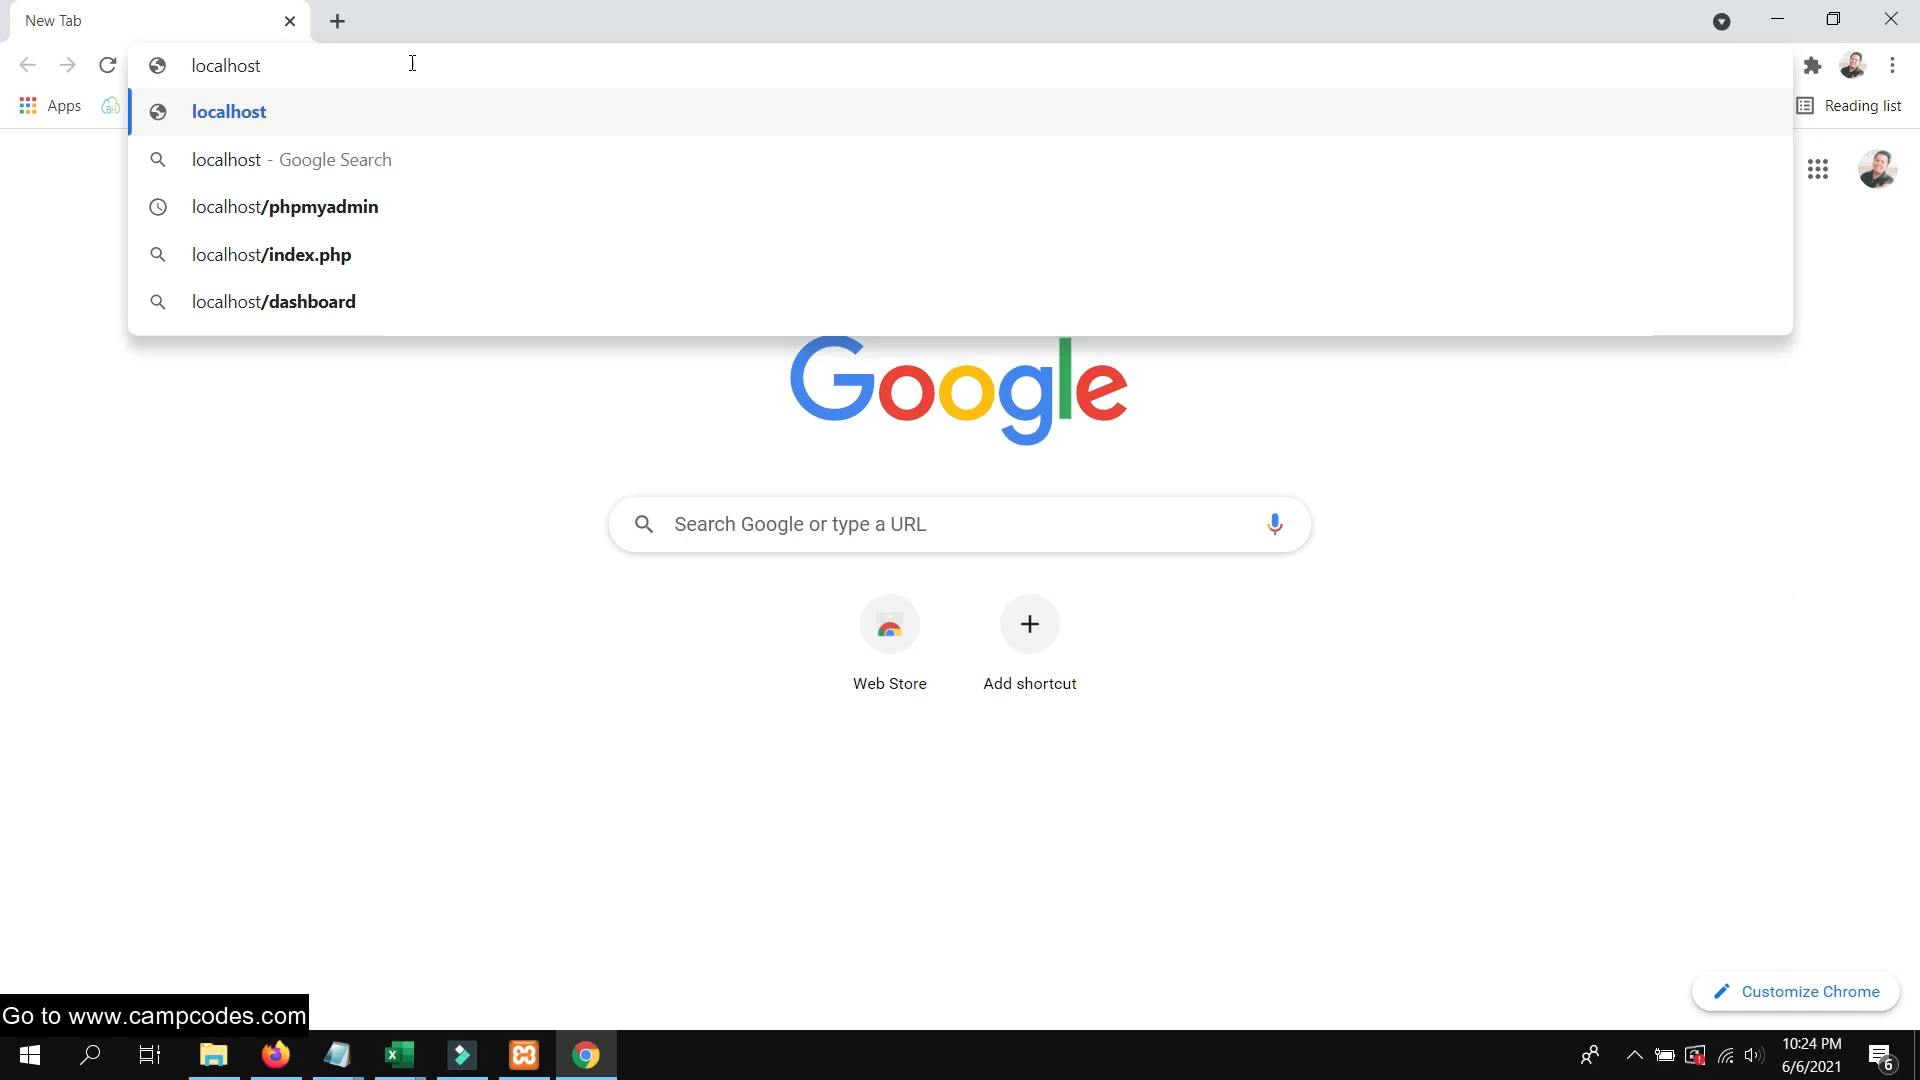 New Tab
localhost
Apps
localhost
Reading list
localhost - Google Search
localhost/phpmyadmin
localhost/index.php
localhost/dashboard
Google
Search Google or type a URL
Web Store
Add shortcut
Customize Chrome
Go to www.campcodes.com
10:24 PM
6/6/2021
6